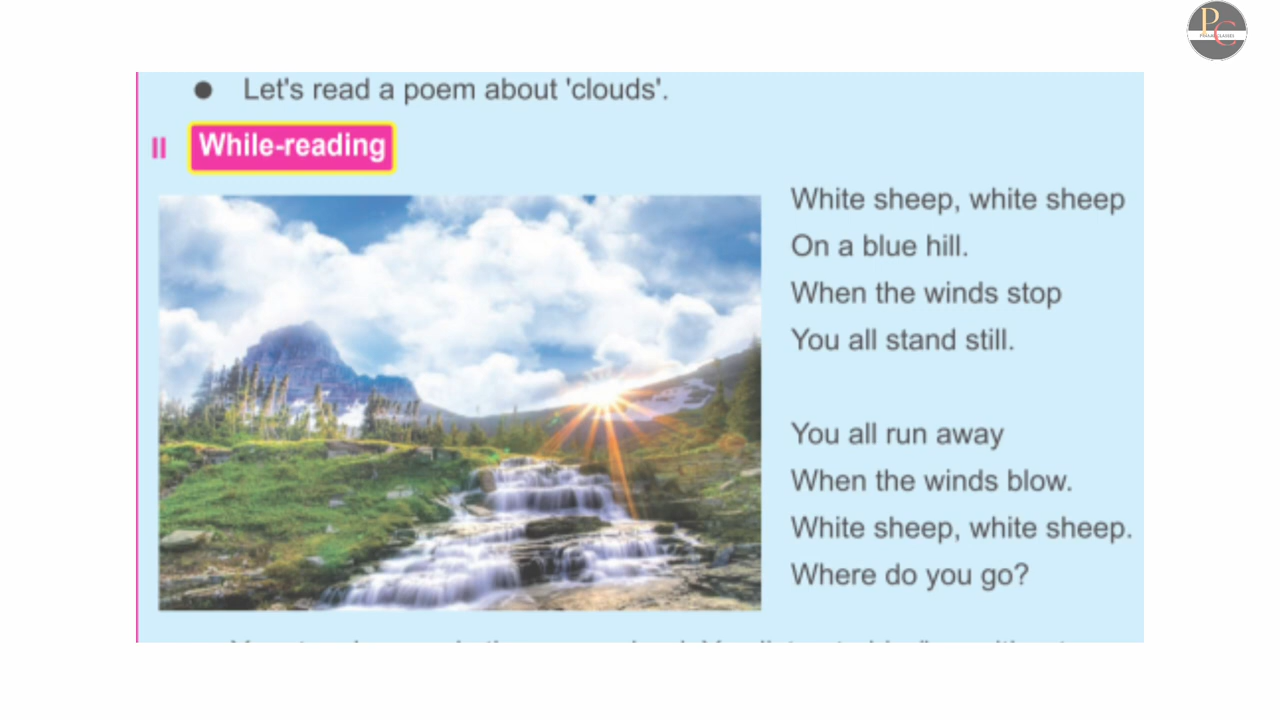 PC
Let's read a poem about 'clouds'.
II While-reading
White sheep, white sheep
On a blue hill.
When the winds stop
You all stand still.
You all run away
When the winds blow.
White sheep, white sheep.
Where do you go?